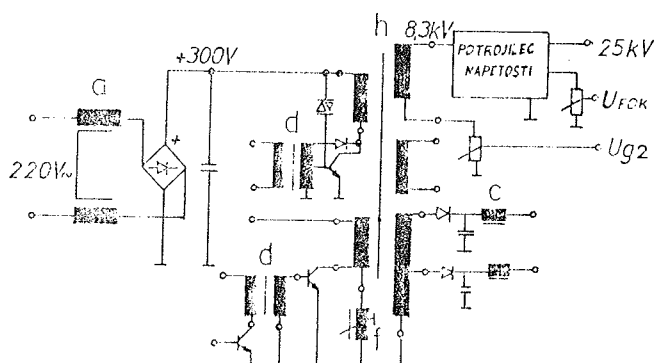 h 8,3kV
POTROJILEC
NAPETOSTI
25kV
+300V
a
+
d
UFOK
Ug2
220V~
c
d
f